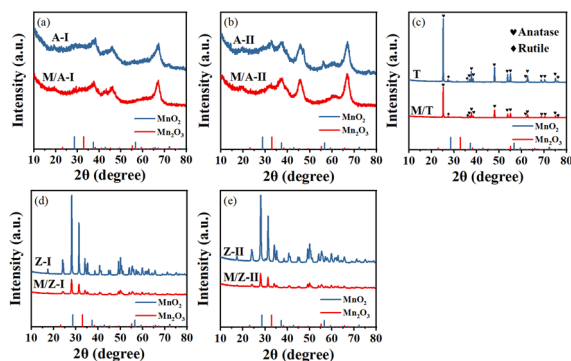 (a)
A-I
M/A-I
MnO₂
Mn₂O₃
10 20 30 40 50 60 70 80
2θ (degree)
Intensity (a.u.)
(b)
A-II
M/A-II
MnO₂
Mn₂O₃
10 20 30 40 50 60 70 80
2θ (degree)
Intensity (a.u.)
(c)
♥ Anatase
♦ Rutile
T
M/T
MnO₂
Mn₂O₃
10 20 30 40 50 60 70 80
2θ (degree)
Intensity (a.u.)
(d)
Z-I
M/Z-I
MnO₂
Mn₂O₃
10 20 30 40 50 60 70 80
2θ (degree)
Intensity (a.u.)
(e)
Z-II
M/Z-II
MnO₂
Mn₂O₃
10 20 30 40 50 60 70 80
2θ (degree)
Intensity (a.u.)